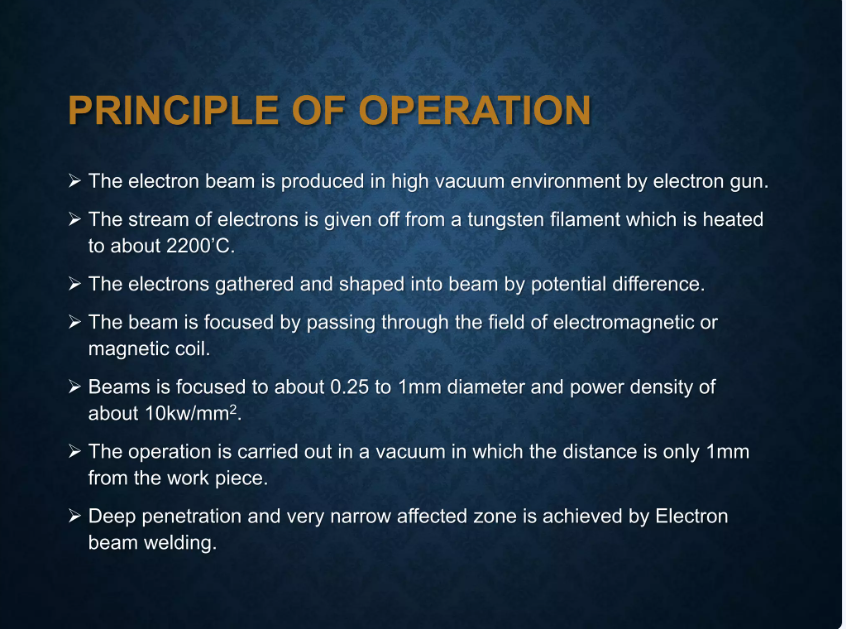 PRINCIPLE OF OPERATION
➢ The electron beam is produced in high vacuum environment by electron gun.
➢ The stream of electrons is given off from a tungsten filament which is heated
to about 2200'C.
➢ The electrons gathered and shaped into beam by potential difference.
➢ The beam is focused by passing through the field of electromagnetic or
magnetic coil.
➢ Beams is focused to about 0.25 to 1mm diameter and power density of
about 10kw/mm².
➢ The operation is carried out in a vacuum in which the distance is only 1mm
from the work piece.
➢ Deep penetration and very narrow affected zone is achieved by Electron
beam welding.